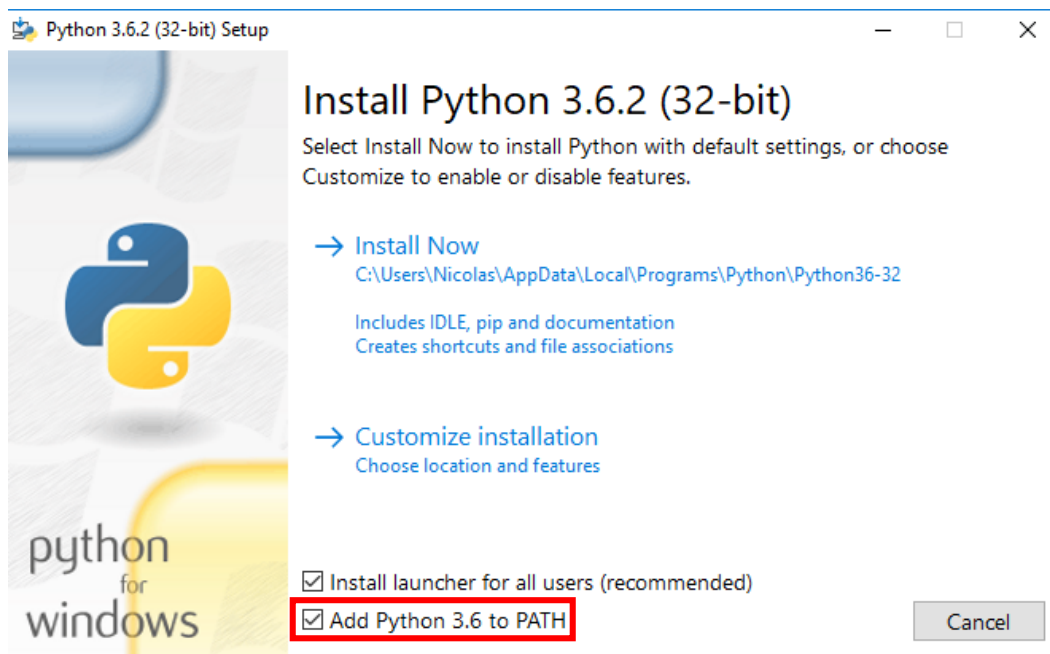 Python 3.6.2 (32-bit) Setup
Install Python 3.6.2 (32-bit)
Select Install Now to install Python with default settings, or choose
Customize to enable or disable features.
Install Now
C:\Users\Nicolas\AppData\Local\Programs\Python\Python36-32
Includes IDLE, pip and documentation
Creates shortcuts and file associations
Customize installation
Choose location and features
python
for
windows
Install launcher for all users (recommended)
Add Python 3.6 to PATH
Cancel